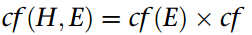 cf(H,E) = cf(E) × cf